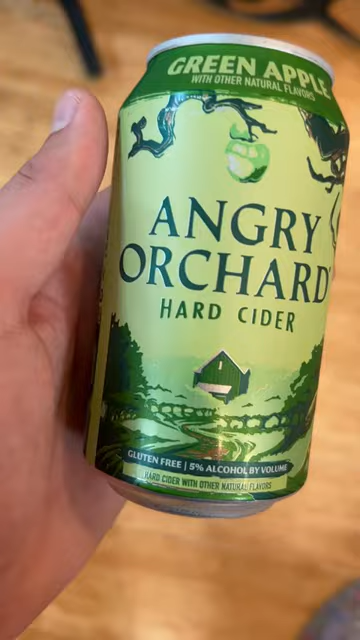 GREEN APPLE
WITH OTHER NATURAL FLAVORS
ANGRY
ORCHARD
HARD CIDER
GLUTEN FREE | 5% ALCOHOL BY VOLUME
HARD CIDER WITH OTHER NATURAL FLAVORS